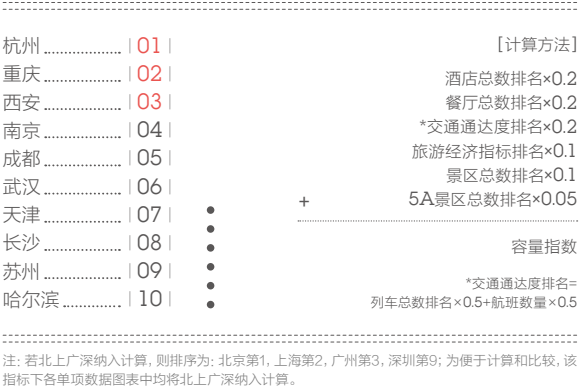 杭州 |01|
重庆 |02|
西安 |03|
南京 |04|
成都 |05|
武汉 |06|
天津 |07|
长沙 |08|
苏州 |09|
哈尔滨 |10|
[计算方法]
酒店总数排名×0.2
餐厅总数排名×0.2
*交通通达度排名×0.2
旅游经济指标排名×0.1
景区总数排名×0.1
+ 5A景区总数排名×0.05
容量指数
*交通通达度排名=
列车总数排名×0.5+航班数量×0.5
注: 若北上广深纳入计算, 则排序为: 北京第1, 上海第2, 广州第3, 深圳第9; 为便于计算和比较, 该
指标下各单项数据图表中均将北上广深纳入计算。